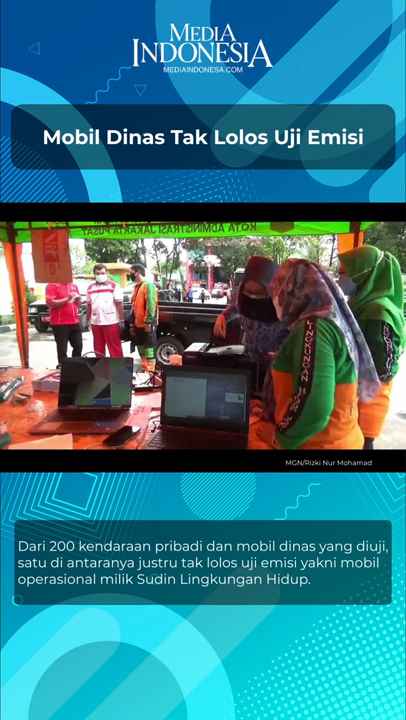 MEDIA
INDONESIA
MEDIAINDONESA.COM
Mobil Dinas Tak Lolos Uji Emisi
KOTA ADMINISTRASI JAKARTA PUSAT
LINGKUNGAN
MGN/Rizki Nur Mohamad
Dari 200 kendaraan pribadi dan mobil dinas yang diuji,
satu di antaranya justru tak lolos uji emisi yakni mobil
operasional milik Sudin Lingkungan Hidup.